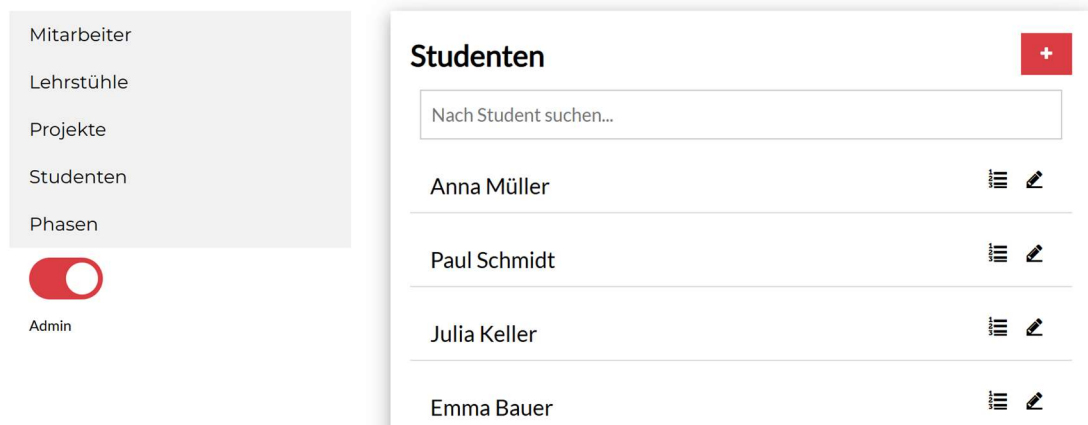 Mitarbeiter
Lehrstühle
Projekte
Studenten
Phasen
Admin
Studenten
+
Nach Student suchen...
Anna Müller
Paul Schmidt
Julia Keller
Emma Bauer